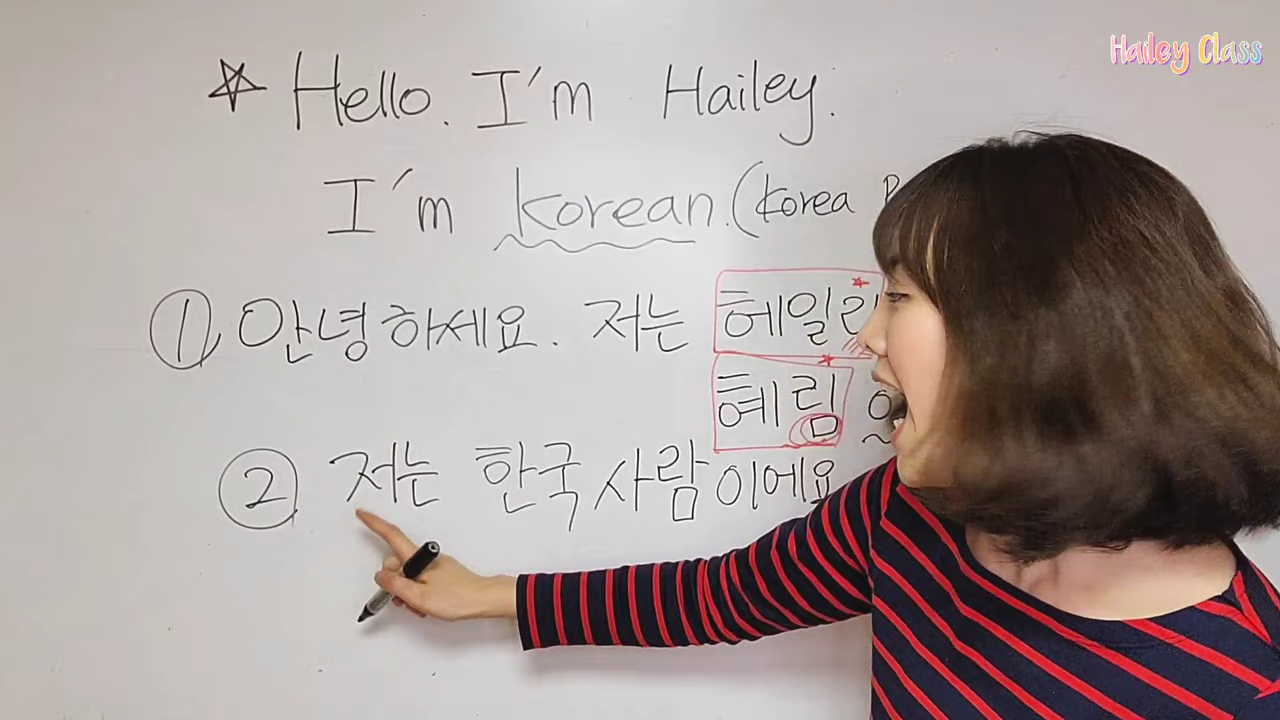 Hailey Class
☆ Hello. I'm Hailey.
I'm korean. (Korea
① 안녕하세요. 저는 헤일리
혜림
② 저는 한국사람이에요